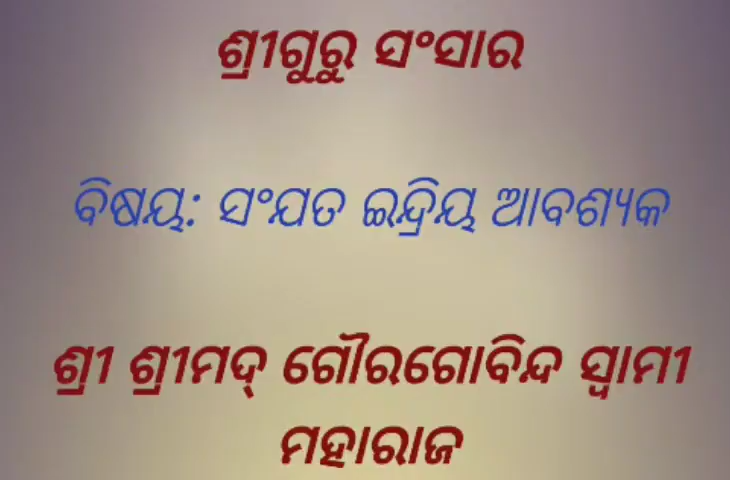 ଶ୍ରୀଗୁରୁ ସଂସାର
ବିଷୟ: ସଂଯତ ଇନ୍ଦ୍ରିୟ ଆବଶ୍ୟକ
ଶ୍ରୀ ଶ୍ରୀମଦ୍ ଗୌରଗୋବିନ୍ଦ ସ୍ୱାମୀ
ମହାରାଜ